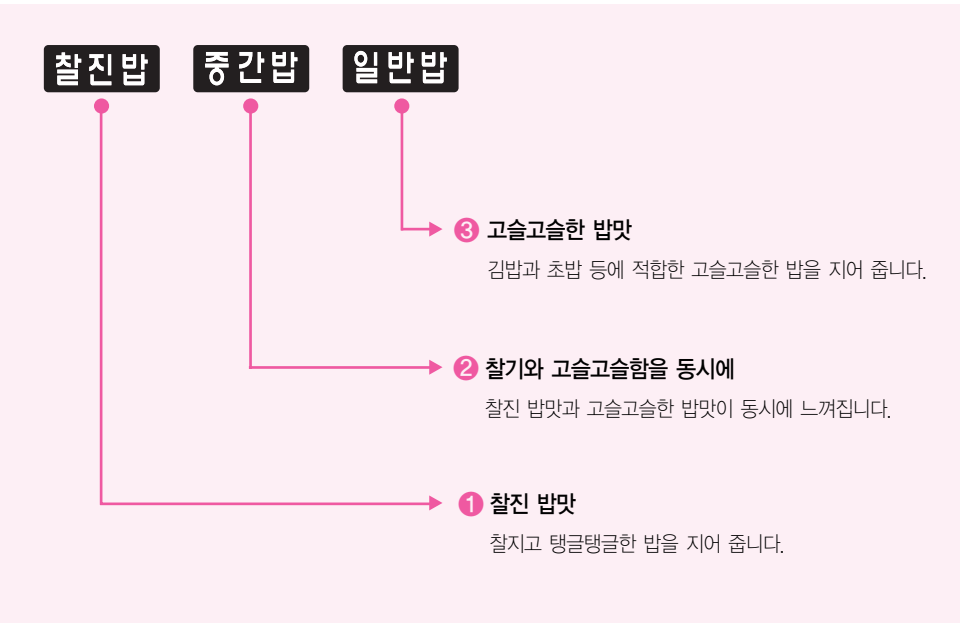 찰진밥 중간밥 일반밥
❸ 고슬고슬한 밥맛
김밥과 초밥 등에 적합한 고슬고슬한 밥을 지어 줍니다.
❷ 찰기와 고슬고슬함을 동시에
찰진 밥맛과 고슬고슬한 밥맛이 동시에 느껴집니다.
❶ 찰진 밥맛
찰지고 탱글탱글한 밥을 지어 줍니다.